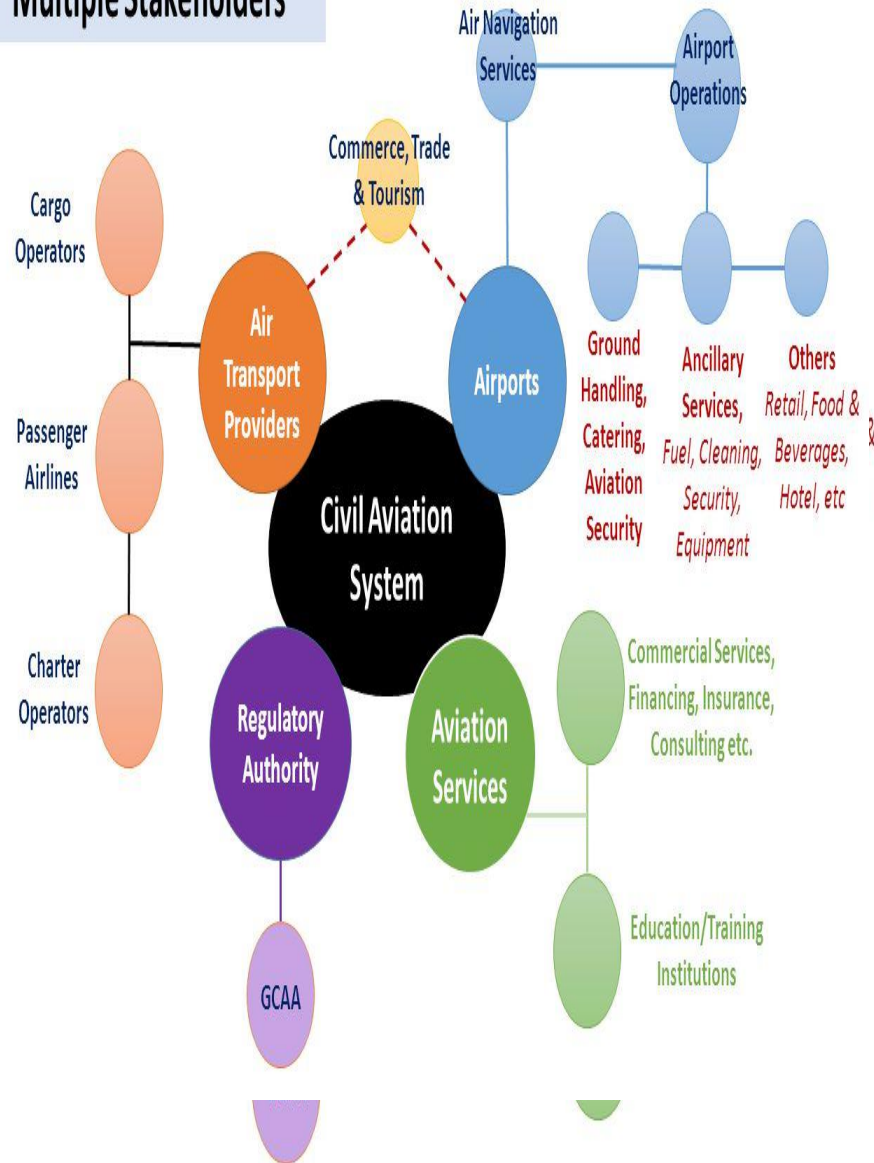 Multiple Stakeholders
Air Navigation
Services
Airport
Operations
Commerce, Trade
& Tourism
Cargo
Operators
Air
Transport
Providers
Airports
Ground
Handling,
Catering,
Aviation
Security
Ancillary
Services,
Fuel, Cleaning,
Security,
Equipment
Others
Retail, Food &
Beverages,
Hotel, etc
&
Passenger
Airlines
Civil Aviation
System
Charter
Operators
Regulatory
Authority
Aviation
Services
Commercial Services,
Financing, Insurance,
Consulting etc.
Education/Training
Institutions
GCAA